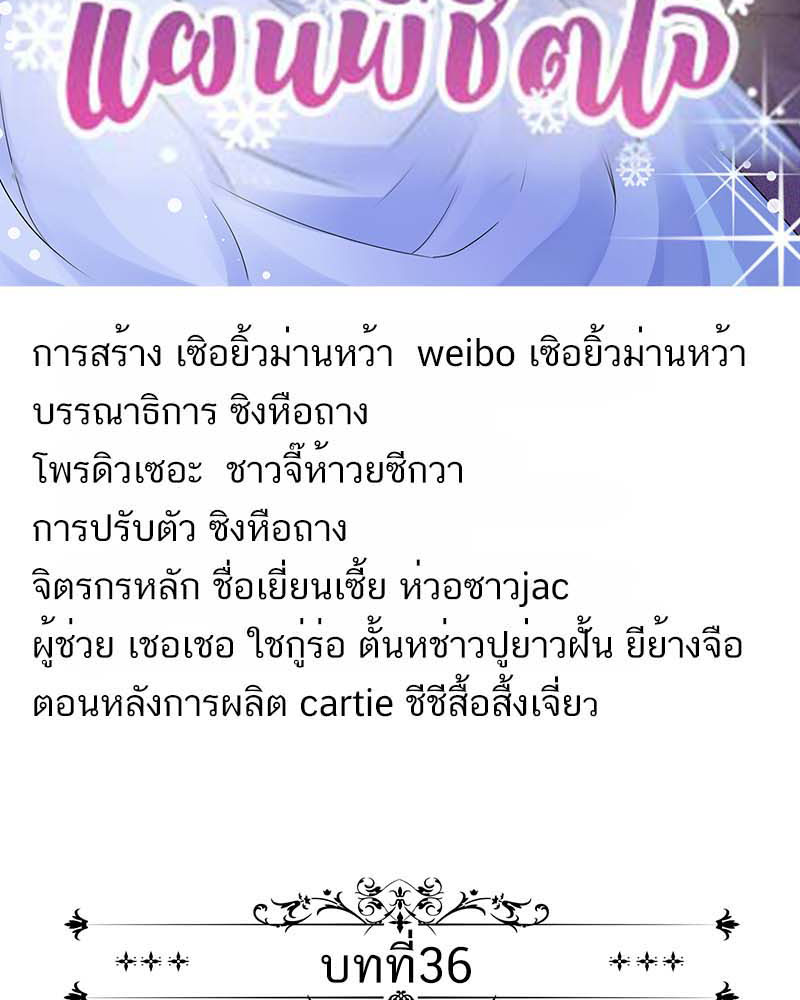 แผนพิชิตใจ
การสร้าง เซิอยิ้วม่านหว้า weibo เซิอยิ้วม่านหว้า
บรรณาธิการ ซิงหือถาง
โพรดิวเซอะ ชาวจี๊ห้าวยซีกวา
การปรับตัว ซิงหือถาง
จิตรกรหลัก ชื่อเยี่ยนเซี้ย ห่วอซาวjac
ผู้ช่วย เชอเชอ ใชกู่ร่อ ตั้นหช่าวปูย่าวฝั้น ยีย้างจือ
ตอนหลังการผลิต cartie ชีชีสื้อสิ้งเจี่ยว
บทที่36